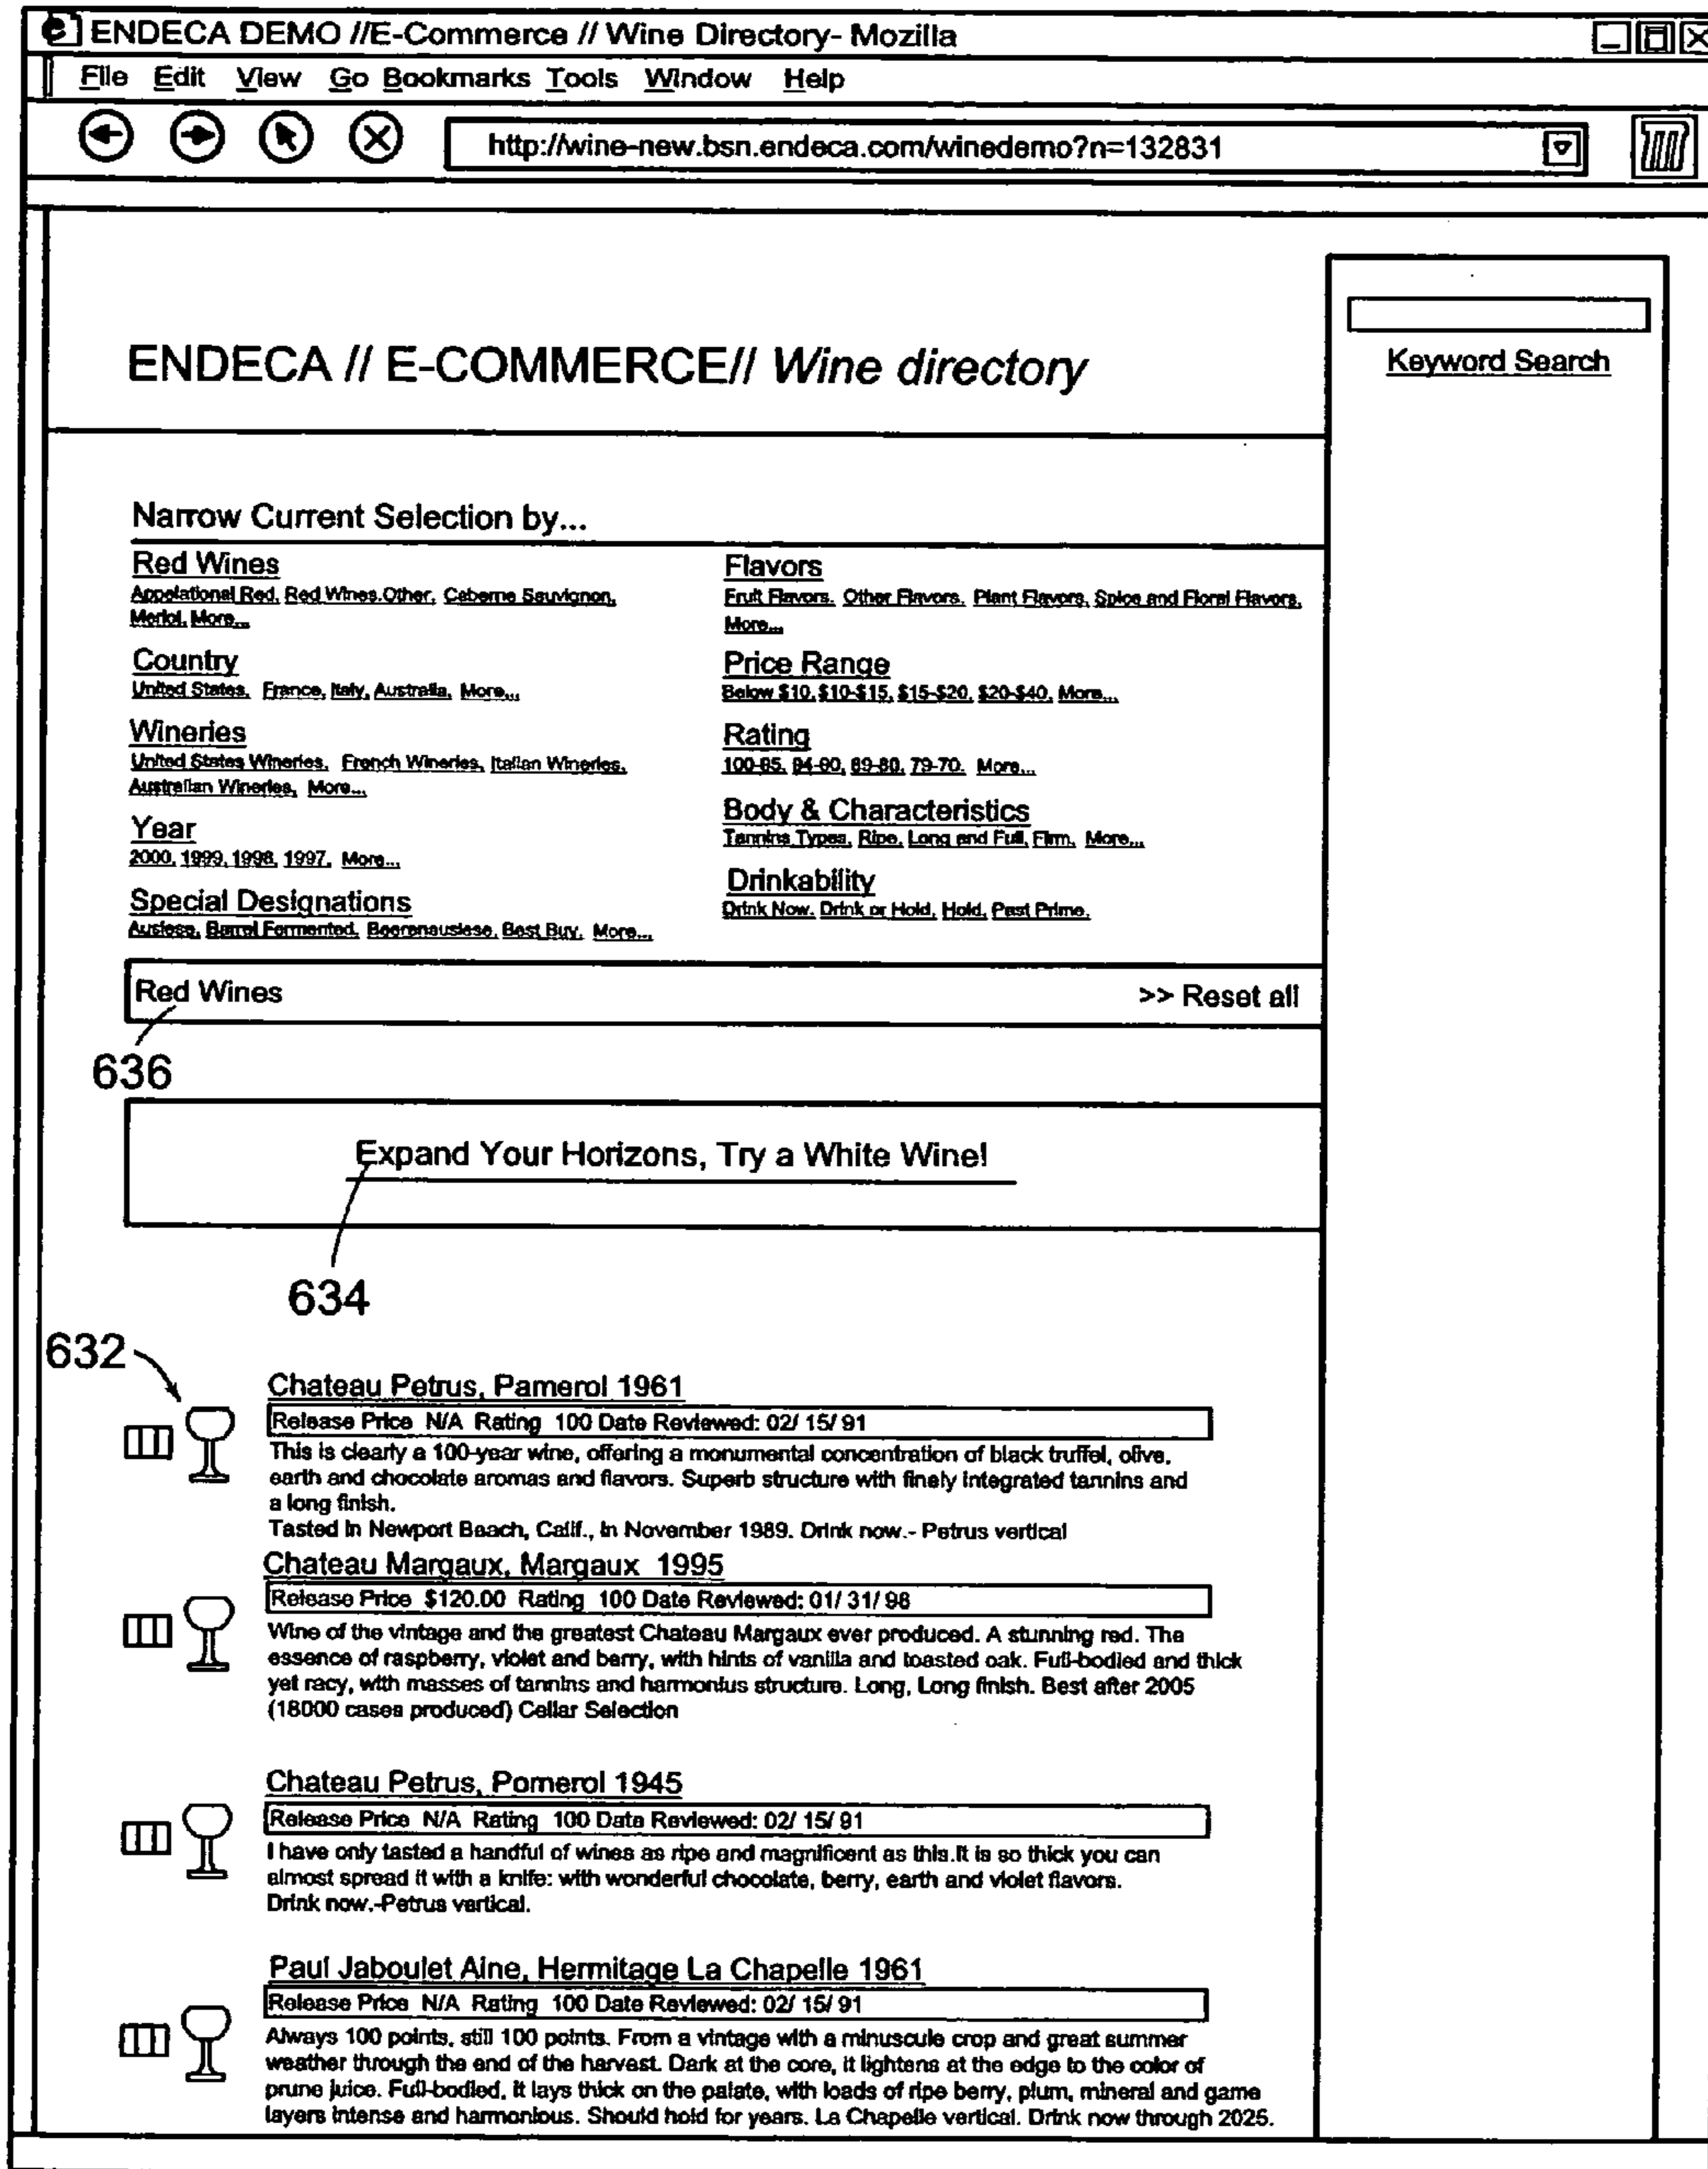 ENDECA DEMO //E-Commerce // Wine Directory- Mozilla
File Edit View Go Bookmarks Tools Window Help
http://wine-new.bsn.endeca.com/winedemo?n=132831
Keyword Search
ENDECA // E-COMMERCE// Wine directory
Narrow Current Selection by...
Red Wines
Appelational Red, Red Wines.Other, Caberne Sauvignon,
Merlot, More...
Country
United States, France, Italy, Australia, More...
Wineries
United States Wineries, French Wineries, Italian Wineries,
Australian Wineries, More...
Year
2000, 1999, 1998, 1997, More...
Special Designations
Auslese, Barrel Formented, Beerenauslese, Best Buy, More...
Flavors
Fruit Flavors, Other Flavors, Plant Flavors, Spice and Floral Flavors,
More...
Price Range
Below $10, $10-$15, $15-$20, $20-$40, More...
Rating
100-95, 94-90, 89-80, 79-70. More...
Body & Characteristics
Tannins Types, Ripe, Long and Full, Firm, More...
Drinkability
Drink Now, Drink or Hold, Hold, Past Prime,
Red Wines >> Reset all
636
Expand Your Horizons, Try a White Wine!
634
632
Chateau Petrus, Pamerol 1961
Release Price N/A Rating 100 Date Reviewed: 02/ 15/ 91
This is clearly a 100-year wine, offering a monumental concentration of black truffel, olive,
earth and chocolate aromas and flavors. Superb structure with finely integrated tannins and
a long finish.
Tasted in Newport Beach, Calif., in November 1989. Drink now.- Petrus vertical
Chateau Margaux, Margaux 1995
Release Price $120.00 Rating 100 Date Reviewed: 01/ 31/ 98
Wine of the vintage and the greatest Chateau Margaux ever produced. A stunning red. The
essence of raspberry, violet and berry, with hints of vanilla and toasted oak. Full-bodied and thick
yet racy, with masses of tannins and harmonius structure. Long, Long finish. Best after 2005
(18000 cases produced) Cellar Selection
Chateau Petrus, Pomerol 1945
Release Price N/A Rating 100 Date Reviewed: 02/ 15/ 91
I have only tasted a handful of wines as ripe and magnificent as this.It is so thick you can
almost spread it with a knife: with wonderful chocolate, berry, earth and violet flavors.
Drink now.-Petrus vertical.
Paul Jaboulet Aine, Hermitage La Chapelle 1961
Release Price N/A Rating 100 Date Reviewed: 02/ 15/ 91
Always 100 points, still 100 points. From a vintage with a minuscule crop and great summer
weather through the end of the harvest. Dark at the core, it lightens at the edge to the color of
prune juice. Full-bodied, it lays thick on the palate, with loads of ripe berry, plum, mineral and game
layers intense and harmonious. Should hold for years. La Chapelle vertical. Drink now through 2025.